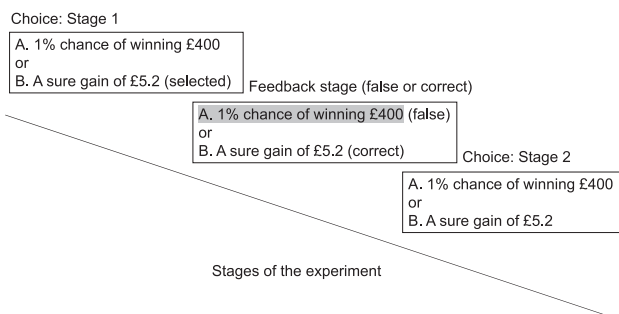 Choice: Stage 1
A. 1% chance of winning £400
or
B. A sure gain of £5.2 (selected)
Feedback stage (false or correct)
A. 1% chance of winning £400 (false)
or
B. A sure gain of £5.2 (correct)
Choice: Stage 2
A. 1% chance of winning £400
or
B. A sure gain of £5.2
Stages of the experiment